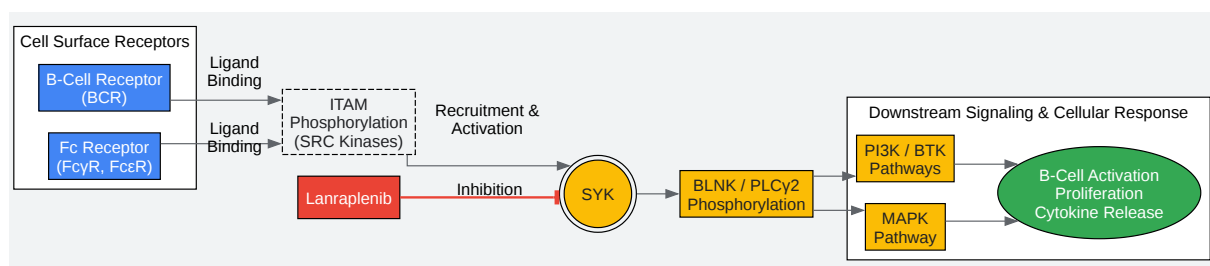 Cell Surface Receptors
B-Cell Receptor
(BCR)
Fc Receptor
(FcγR, FcεR)
Ligand
Binding
Ligand
Binding
ITAM
Phosphorylation
(SRC Kinases)
Recruitment &
Activation
Lanraplenib
Inhibition
SYK
BLNK / PLCγ2
Phosphorylation
Downstream Signaling & Cellular Response
PI3K / BTK
Pathways
MAPK
Pathway
B-Cell Activation
Proliferation
Cytokine Release